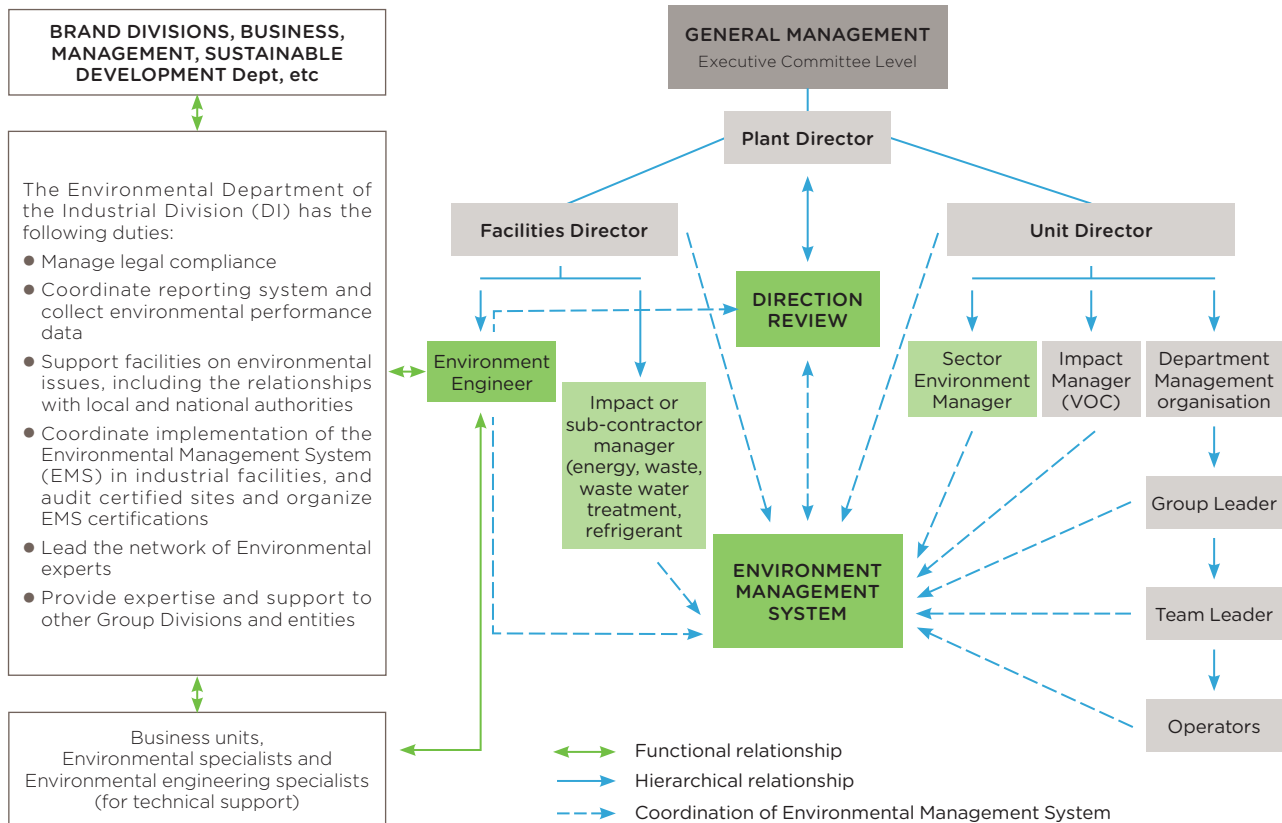 BRAND DIVISIONS, BUSINESS,
MANAGEMENT, SUSTAINABLE
DEVELOPMENT Dept, etc
The Environmental Department of
the Industrial Division (DI) has the
following duties:
● Manage legal compliance
● Coordinate reporting system and
collect environmental performance
data
● Support facilities on environmental
issues, including the relationships
with local and national authorities
● Coordinate implementation of the
Environmental Management System
(EMS) in industrial facilities, and
audit certified sites and organize
EMS certifications
● Lead the network of Environmental
experts
● Provide expertise and support to
other Group Divisions and entities
Business units,
Environmental specialists and
Environmental engineering specialists
(for technical support)
GENERAL MANAGEMENT
Executive Committee Level
Plant Director
Facilities Director
Unit Director
DIRECTION
REVIEW
Environment
Engineer
Impact or
sub-contractor
manager
(energy, waste,
waste water
treatment,
refrigerant
Sector
Environment
Manager
Impact
Manager
(VOC)
Department
Management
organisation
Group Leader
ENVIRONMENT
MANAGEMENT
SYSTEM
Team Leader
Operators
Functional relationship
Hierarchical relationship
Coordination of Environmental Management System